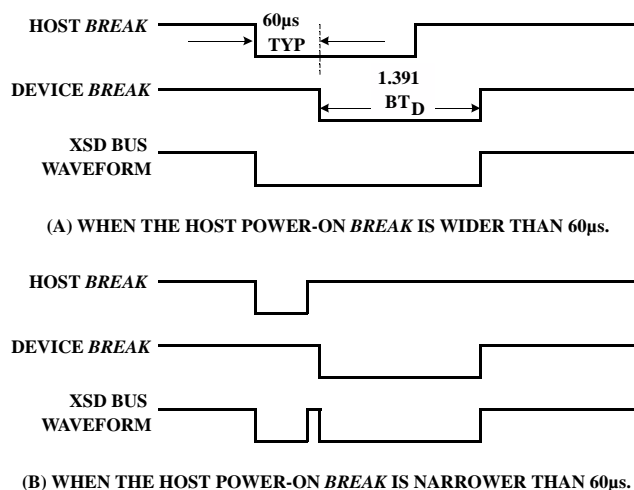 HOST BREAK
60µs
TYP
DEVICE BREAK
1.391
BTD
XSD BUS
WAVEFORM
(A) WHEN THE HOST POWER-ON BREAK IS WIDER THAN 60µs.
HOST BREAK
DEVICE BREAK
XSD BUS
WAVEFORM
(B) WHEN THE HOST POWER-ON BREAK IS NARROWER THAN 60µs.